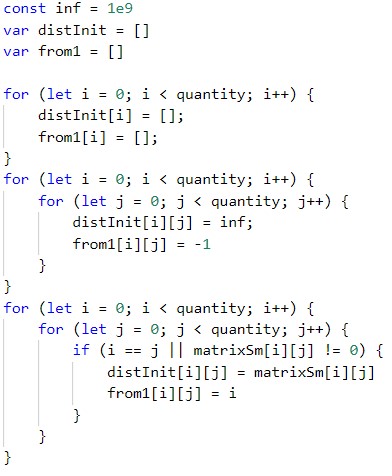 const inf = 1e9
var distInit = []
var from1 = []

for (let i = 0; i < quantity; i++) {
    distInit[i] = [];
    from1[i] = [];
}
for (let i = 0; i < quantity; i++) {
    for (let j = 0; j < quantity; j++) {
        distInit[i][j] = inf;
        from1[i][j] = -1
    }
}
for (let i = 0; i < quantity; i++) {
    for (let j = 0; j < quantity; j++) {
        if (i == j || matrixSm[i][j] != 0) {
            distInit[i][j] = matrixSm[i][j]
            from1[i][j] = i
        }
    }
}